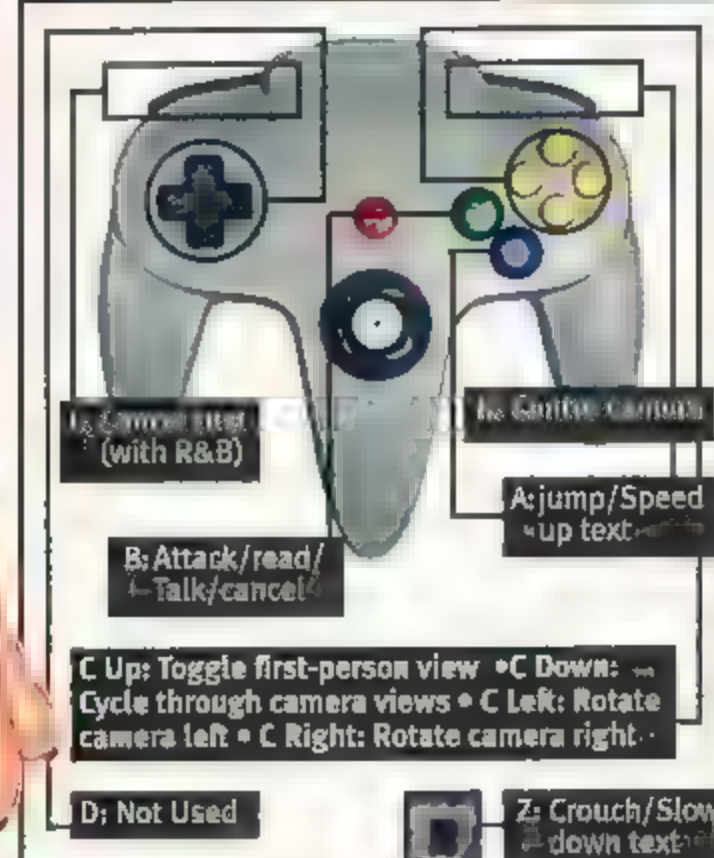 (with R&B)
A: jump/Speed
up text
B: Attack/read/
Talk/cancel
C Up: Toggle first-person view • C Down:
Cycle through camera views • C Left: Rotate
camera left • C Right: Rotate camera right
D: Not Used
Z: Crouch/Slow
down text